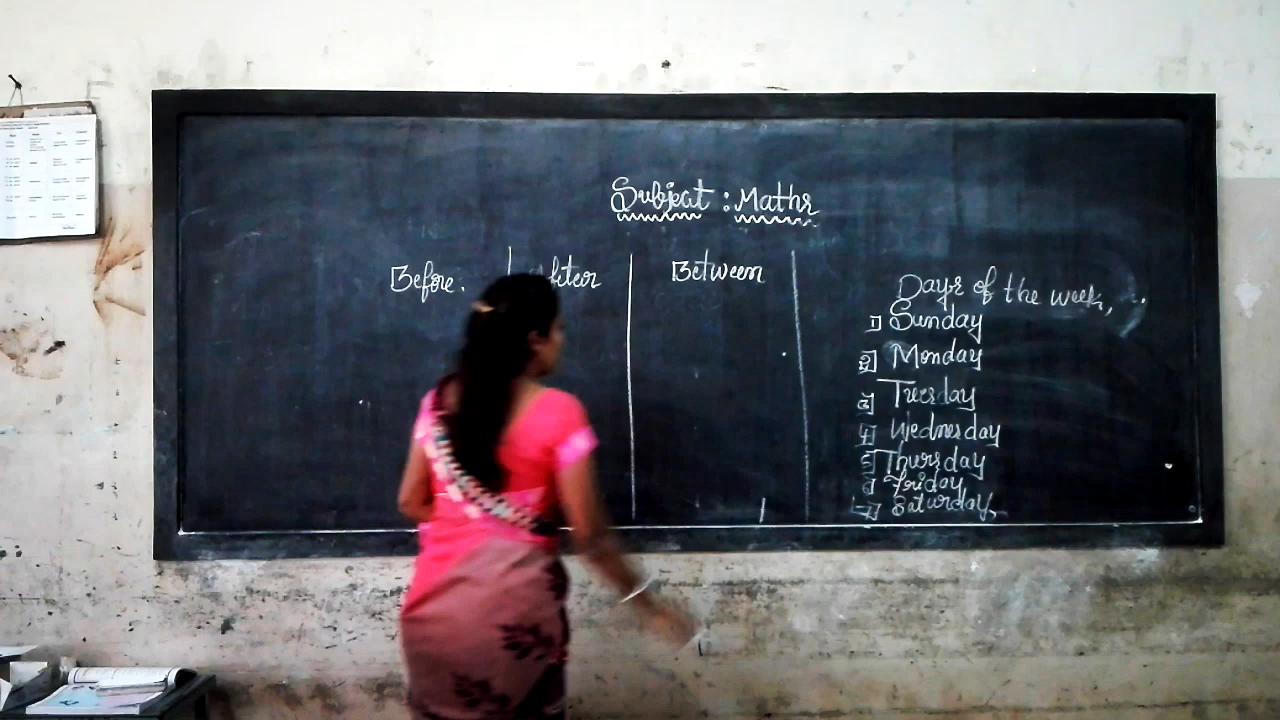 Subject : Maths
Before. After Between
Days of the week,
1 Sunday
2 Monday
3 Tuesday
4 Wednesday
5 Thursday
6 Friday
7 Saturday,